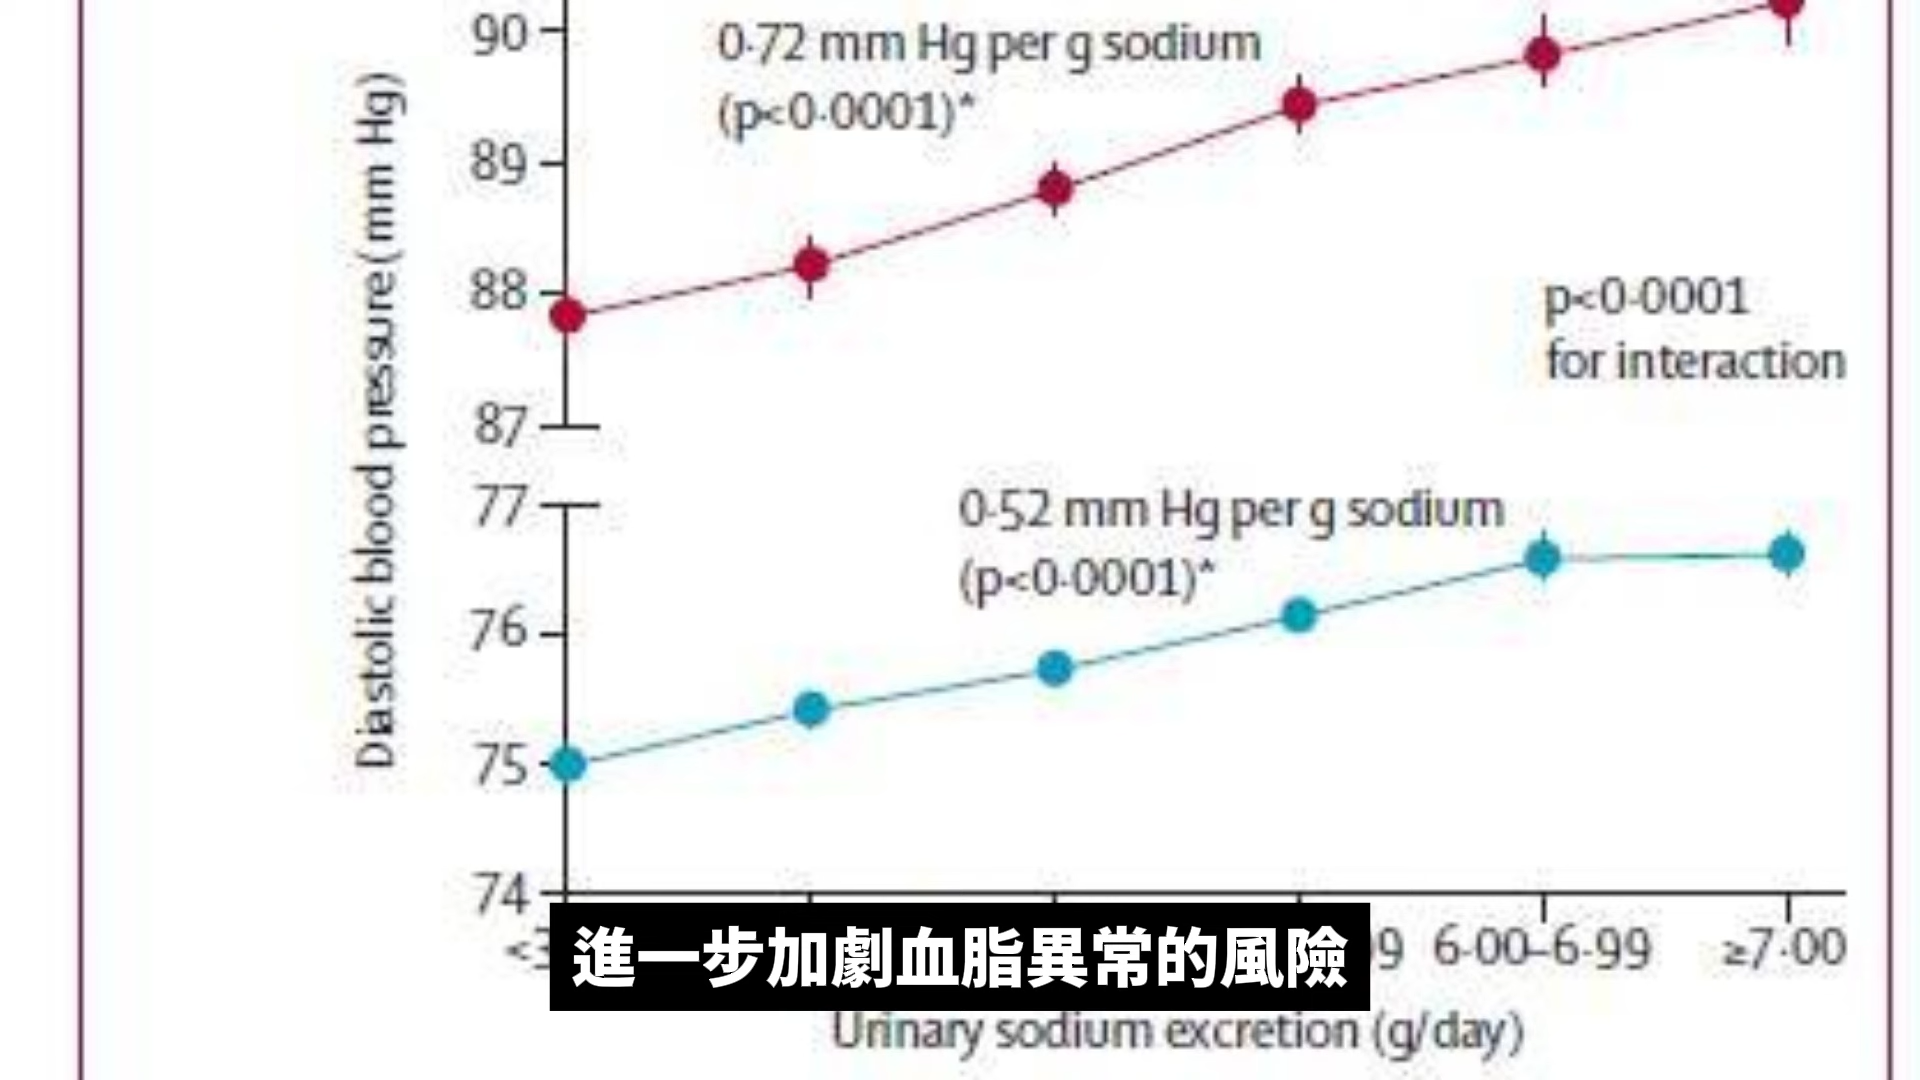 90
0·72 mm Hg per g sodium
(p<0·0001)*
89
88
p<0·0001
for interaction
87
Diastolic blood pressure (mm Hg)
77
0·52 mm Hg per g sodium
(p<0·0001)*
76
75
74
6·00–6·99
≥7·00
進一步加劇血脂異常的風險
Urinary sodium excretion (g/day)